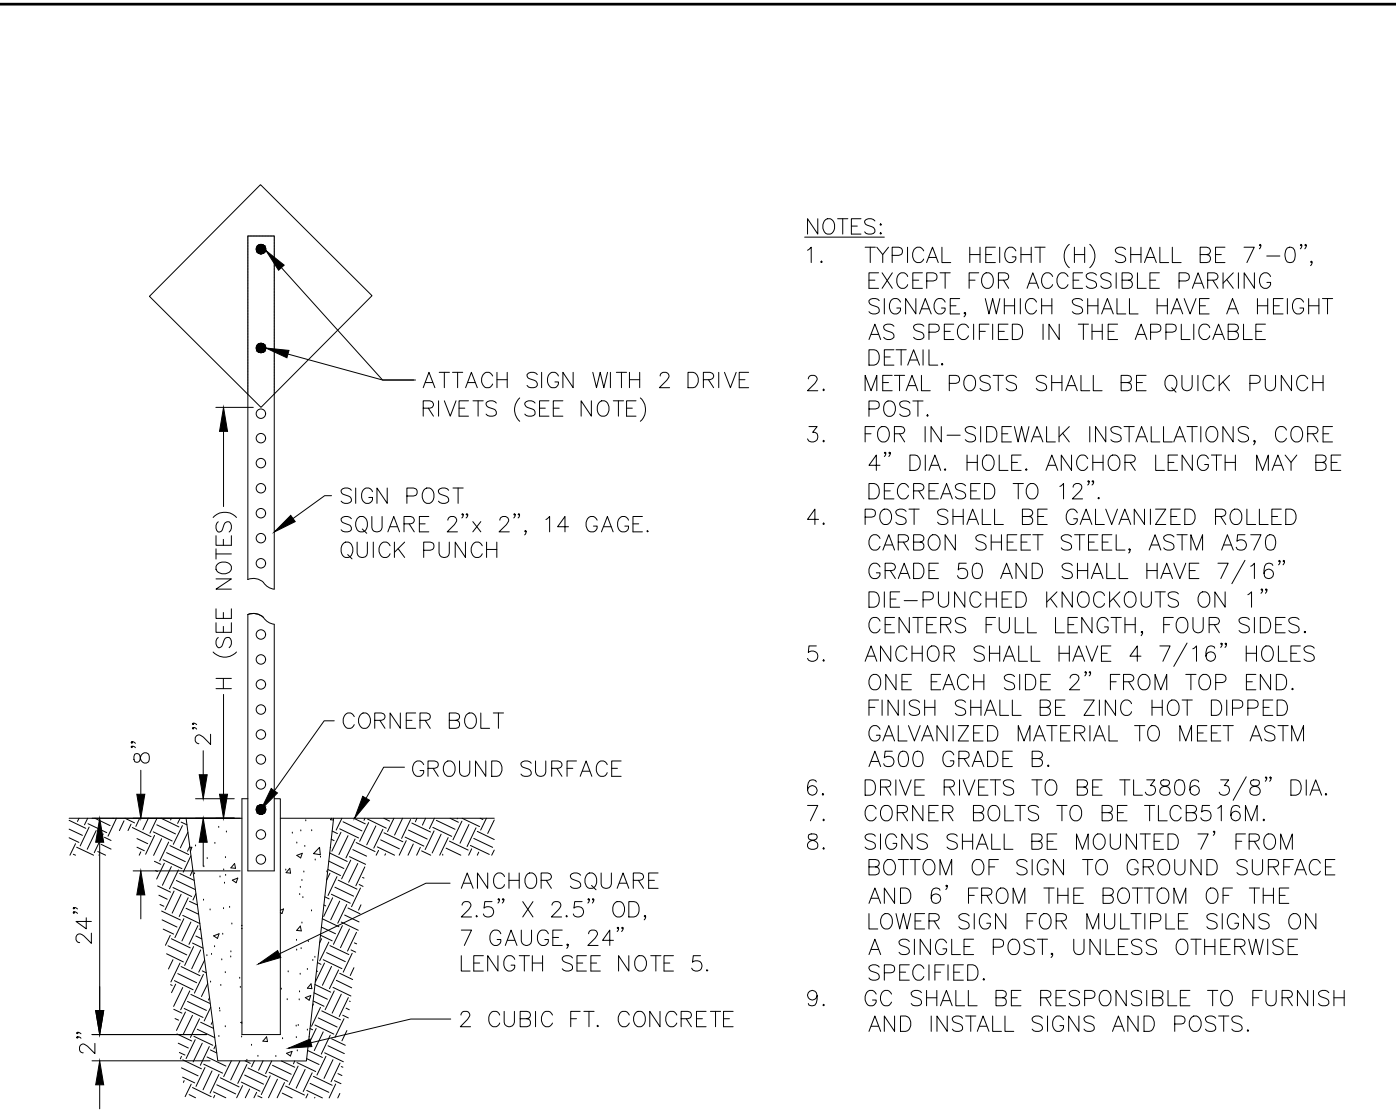 ATTACH SIGN WITH 2 DRIVE
RIVETS (SEE NOTE)
SIGN POST
SQUARE 2"x 2", 14 GAGE.
QUICK PUNCH
H (SEE NOTES)
CORNER BOLT
2"
8"
GROUND SURFACE
ANCHOR SQUARE
2.5" X 2.5" OD,
7 GAUGE, 24"
LENGTH SEE NOTE 5.
24"
2 CUBIC FT. CONCRETE
2"
NOTES:
1. TYPICAL HEIGHT (H) SHALL BE 7'-0",
EXCEPT FOR ACCESSIBLE PARKING
SIGNAGE, WHICH SHALL HAVE A HEIGHT
AS SPECIFIED IN THE APPLICABLE
DETAIL.
2. METAL POSTS SHALL BE QUICK PUNCH
POST.
3. FOR IN-SIDEWALK INSTALLATIONS, CORE
4" DIA. HOLE. ANCHOR LENGTH MAY BE
DECREASED TO 12".
4. POST SHALL BE GALVANIZED ROLLED
CARBON SHEET STEEL, ASTM A570
GRADE 50 AND SHALL HAVE 7/16"
DIE-PUNCHED KNOCKOUTS ON 1"
CENTERS FULL LENGTH, FOUR SIDES.
5. ANCHOR SHALL HAVE 4 7/16" HOLES
ONE EACH SIDE 2" FROM TOP END.
FINISH SHALL BE ZINC HOT DIPPED
GALVANIZED MATERIAL TO MEET ASTM
A500 GRADE B.
6. DRIVE RIVETS TO BE TL3806 3/8" DIA.
7. CORNER BOLTS TO BE TLCB516M.
8. SIGNS SHALL BE MOUNTED 7' FROM
BOTTOM OF SIGN TO GROUND SURFACE
AND 6' FROM THE BOTTOM OF THE
LOWER SIGN FOR MULTIPLE SIGNS ON
A SINGLE POST, UNLESS OTHERWISE
SPECIFIED.
9. GC SHALL BE RESPONSIBLE TO FURNISH
AND INSTALL SIGNS AND POSTS.